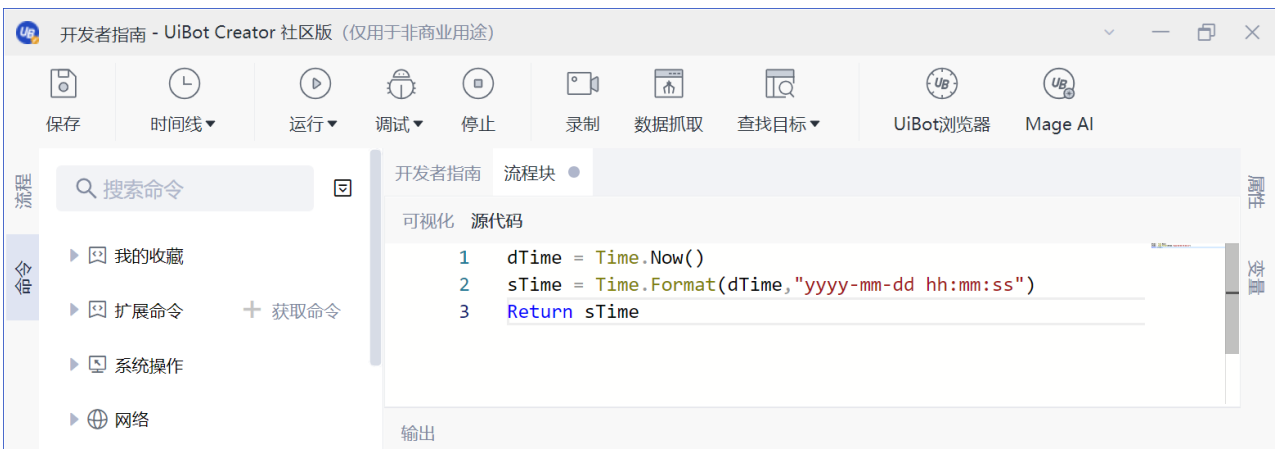 UB 开发者指南 - UiBot Creator 社区版（仅用于非商业用途）
保存 时间线 运行 调试 停止 录制 数据抓取 查找目标 UiBot浏览器 Mage AI
流程
命令
搜索命令
我的收藏
扩展命令 + 获取命令
系统操作
网络
开发者指南 流程块
可视化 源代码
1 dTime = Time.Now()
2 sTime = Time.Format(dTime,"yyyy-mm-dd hh:mm:ss")
3 Return sTime
输出
属性
变量